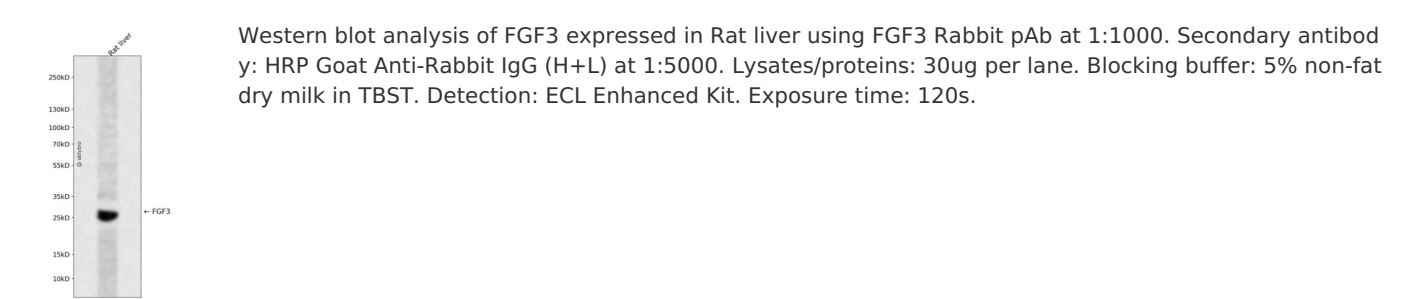 Rat liver
250kD
130kD
100kD
70kD
55kD
35kD
25kD
15kD
10kD
← FGF3
Western blot analysis of FGF3 expressed in Rat liver using FGF3 Rabbit pAb at 1:1000. Secondary antibod
y: HRP Goat Anti-Rabbit IgG (H+L) at 1:5000. Lysates/proteins: 30ug per lane. Blocking buffer: 5% non-fat
dry milk in TBST. Detection: ECL Enhanced Kit. Exposure time: 120s.